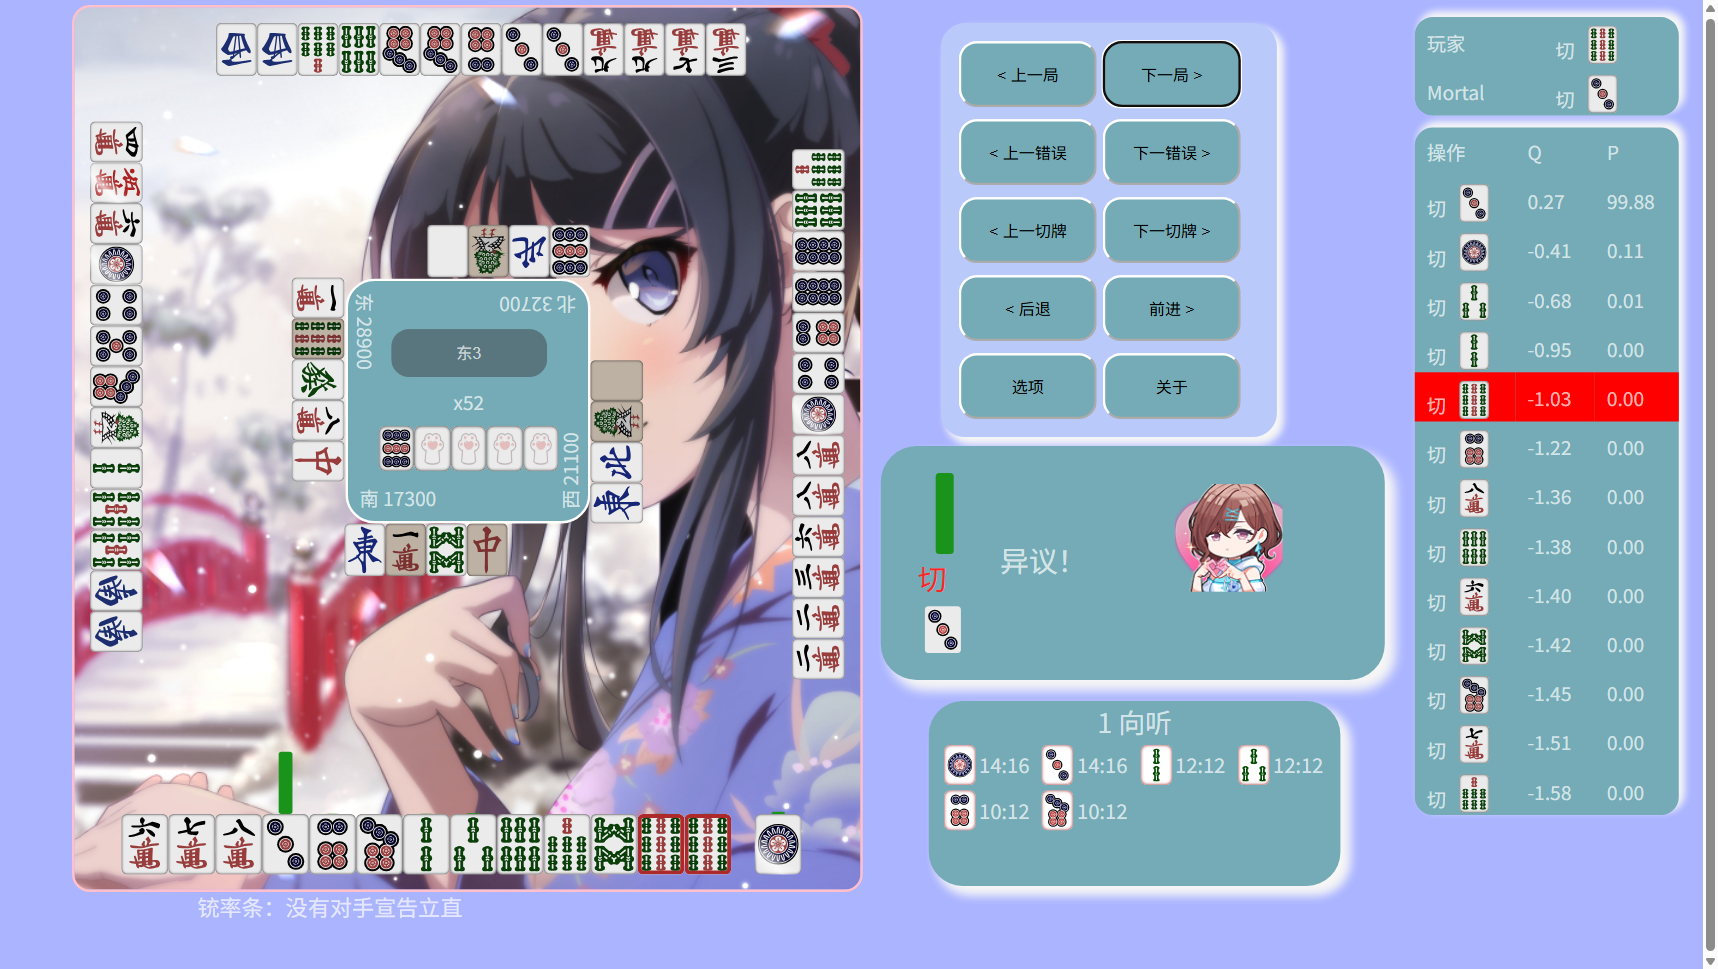 北 32700
东 28900
东3
x52
南 17300
西 21100
铳率条：没有对手宣告立直
< 上一局
下一局 >
< 上一错误
下一错误 >
< 上一切牌
下一切牌 >
< 后退
前进 >
选项
关于
切
异议！
1 向听
14:16 14:16 12:12 12:12
10:12 10:12
玩家 切
Mortal 切
操作 Q P
切 0.27 99.88
切 -0.41 0.11
切 -0.68 0.01
切 -0.95 0.00
切 -1.03 0.00
切 -1.22 0.00
切 -1.36 0.00
切 -1.38 0.00
切 -1.40 0.00
切 -1.42 0.00
切 -1.45 0.00
切 -1.51 0.00
切 -1.58 0.00